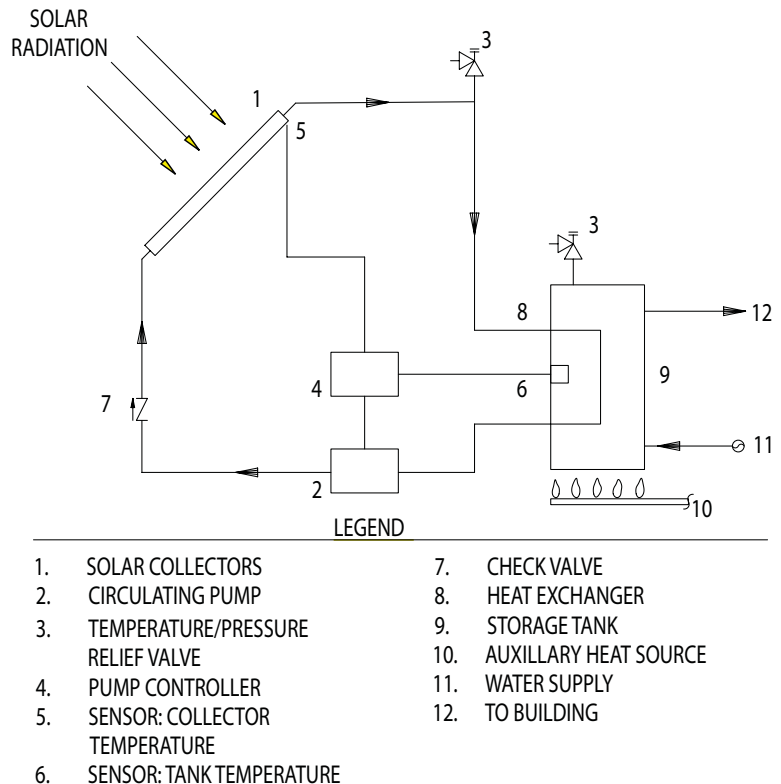 SOLAR
RADIATION
3
1
5
3
8
12
4
6
9
7
11
2
10
LEGEND
1. SOLAR COLLECTORS
2. CIRCULATING PUMP
3. TEMPERATURE/PRESSURE
RELIEF VALVE
4. PUMP CONTROLLER
5. SENSOR: COLLECTOR
TEMPERATURE
6. SENSOR: TANK TEMPERATURE
7. CHECK VALVE
8. HEAT EXCHANGER
9. STORAGE TANK
10. AUXILLARY HEAT SOURCE
11. WATER SUPPLY
12. TO BUILDING